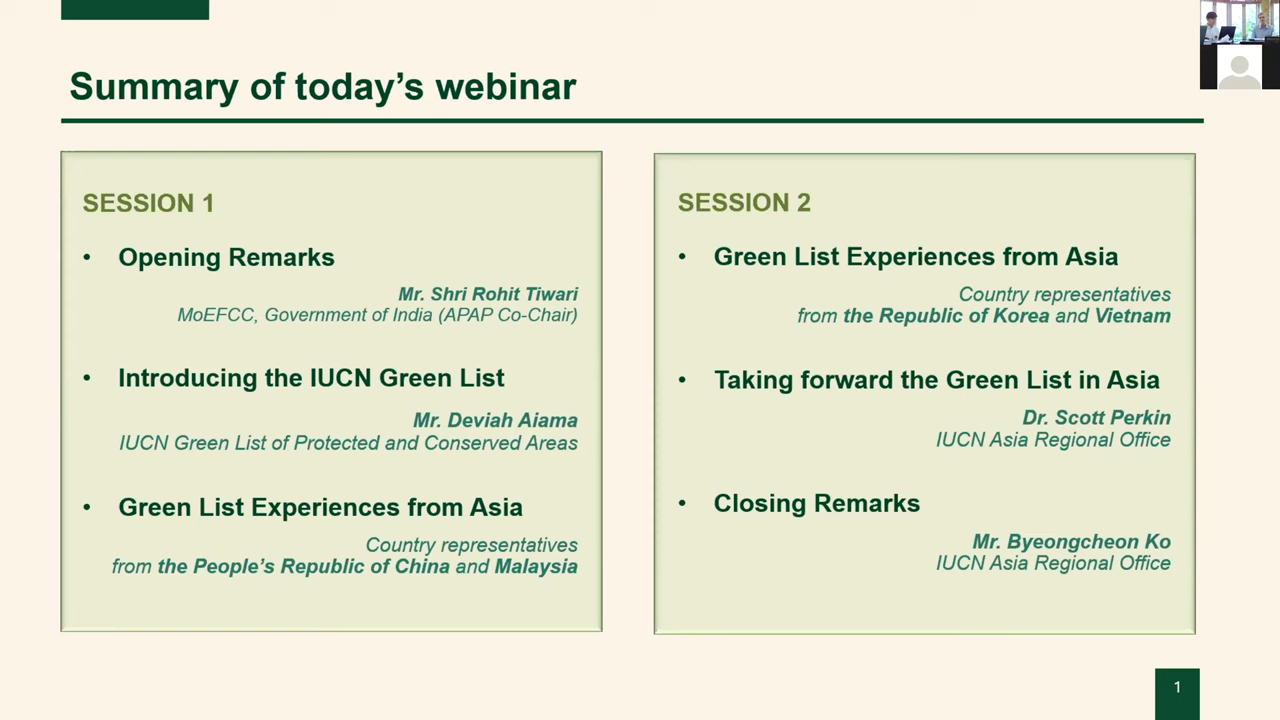 Summary of today’s webinar
SESSION 1
• Opening Remarks
Mr. Shri Rohit Tiwari
MoEFCC, Government of India (APAP Co-Chair)
• Introducing the IUCN Green List
Mr. Deviah Aiama
IUCN Green List of Protected and Conserved Areas
• Green List Experiences from Asia
Country representatives
from the People’s Republic of China and Malaysia
SESSION 2
• Green List Experiences from Asia
Country representatives
from the Republic of Korea and Vietnam
• Taking forward the Green List in Asia
Dr. Scott Perkin
IUCN Asia Regional Office
• Closing Remarks
Mr. Byeongcheon Ko
IUCN Asia Regional Office
1